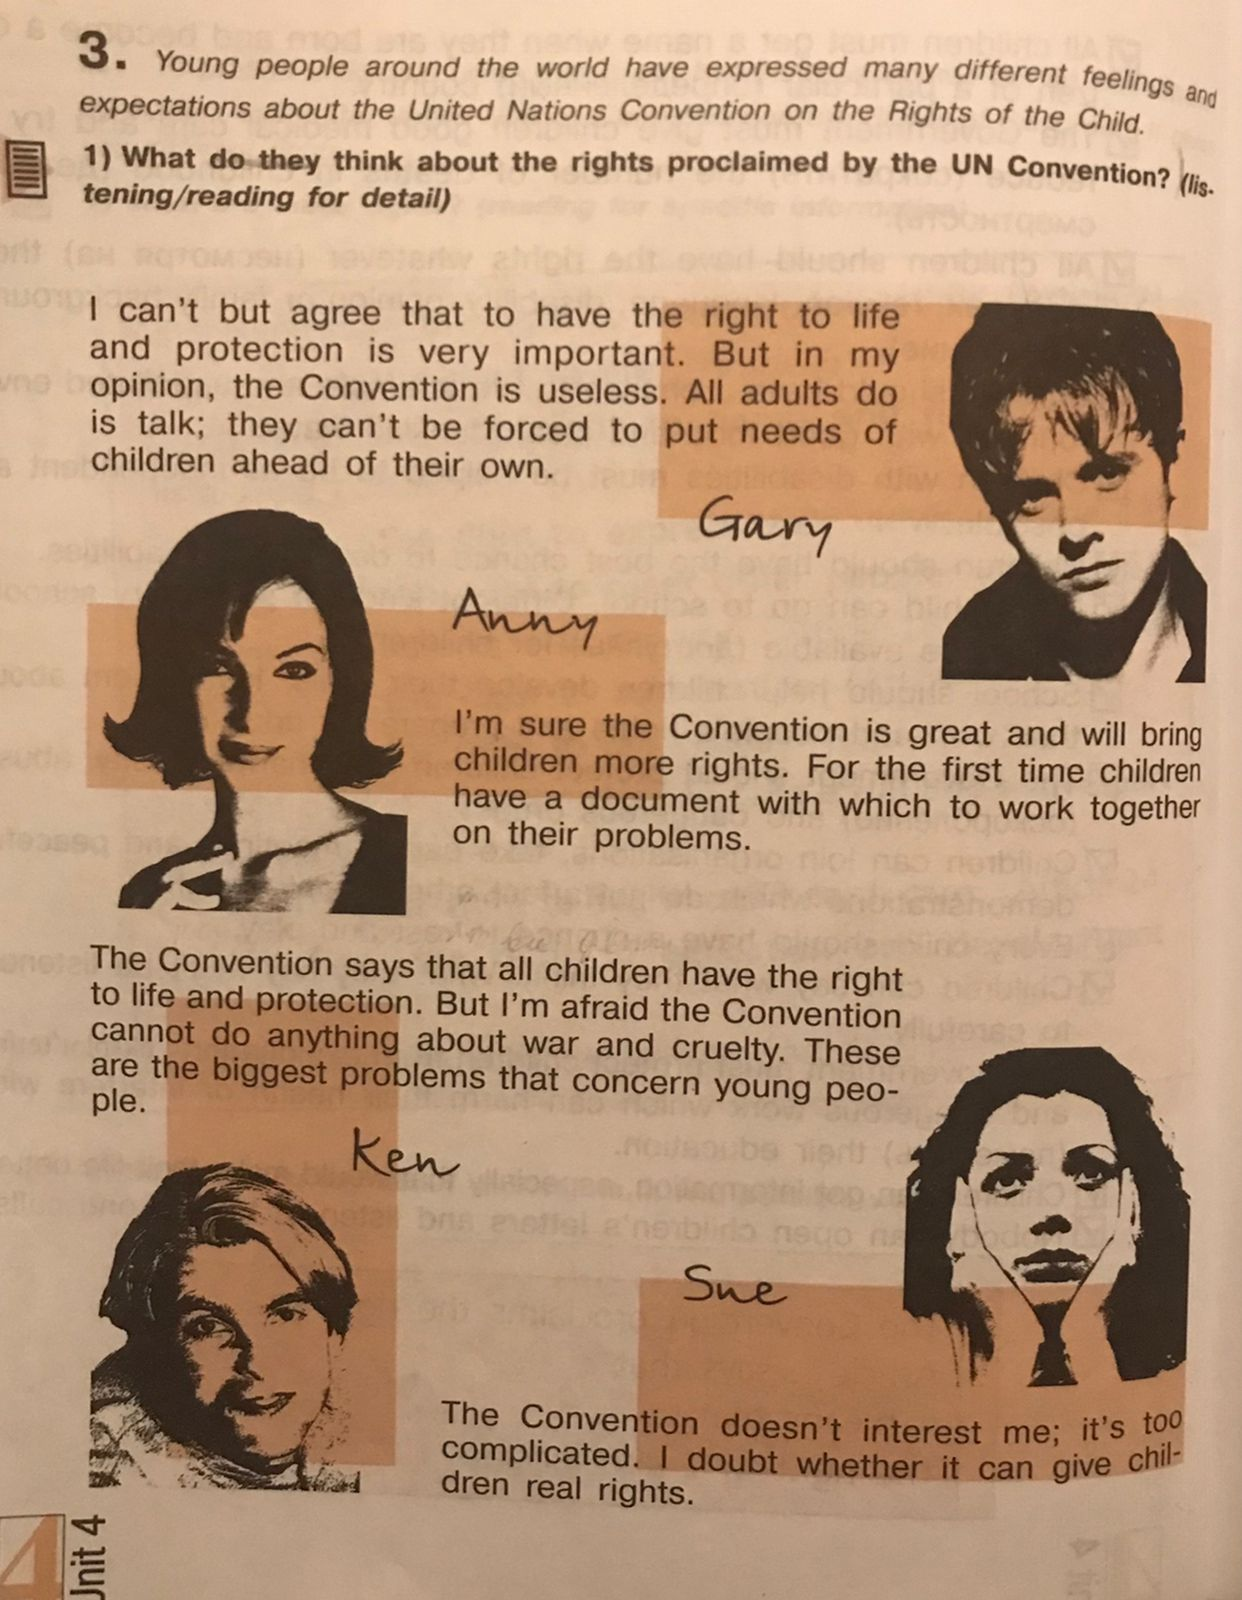 3. Young people around the world have expressed many different feelings and
expectations about the United Nations Convention on the Rights of the Child.
1) What do they think about the rights proclaimed by the UN Convention? (lis-
tening/reading for detail)
I can't but agree that to have the right to life
and protection is very important. But in my
opinion, the Convention is useless. All adults do
is talk; they can't be forced to put needs of
children ahead of their own.
Gary
Anny
I'm sure the Convention is great and will bring
children more rights. For the first time children
have a document with which to work together
on their problems.
The Convention says that all children have the right
to life and protection. But I'm afraid the Convention
cannot do anything about war and cruelty. These
are the biggest problems that concern young peo-
ple.
Ken
Sue
The Convention doesn't interest me; it's too
complicated. I doubt whether it can give chil-
dren real rights.
4
Unit 4